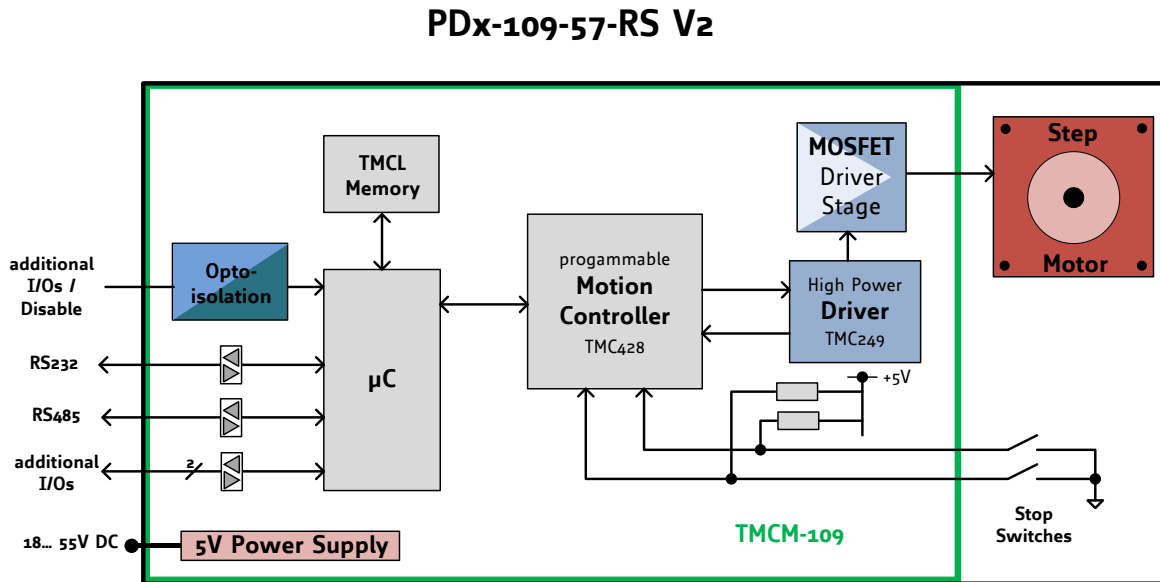 PDx-109-57-RS V2
TMCL
Memory
MOSFET
Driver
Stage
Step
Motor
additional
I/Os /
Disable
Opto-
isolation
progammable
Motion
Controller
TMC428
High Power
Driver
TMC249
RS232
µC
+5V
RS485
additional
I/Os
2
18... 55V DC
5V Power Supply
TMCM-109
Stop
Switches